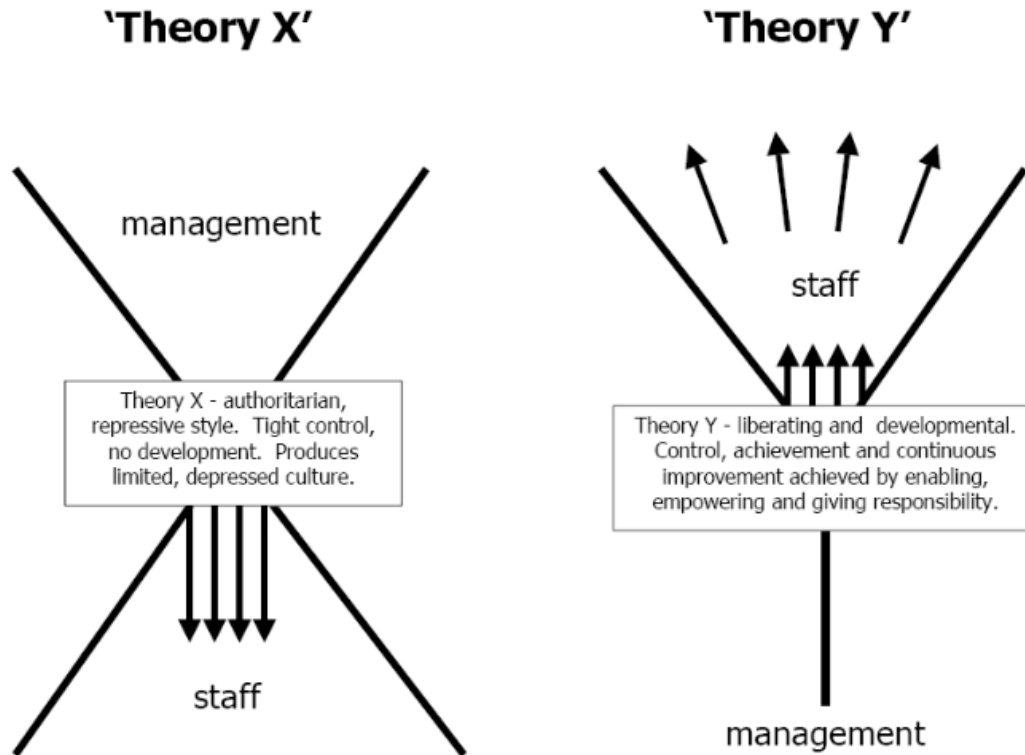 ‘Theory X’
management
Theory X - authoritarian,
repressive style. Tight control,
no development. Produces
limited, depressed culture.
staff
‘Theory Y’
staff
Theory Y - liberating and developmental.
Control, achievement and continuous
improvement achieved by enabling,
empowering and giving responsibility.
management